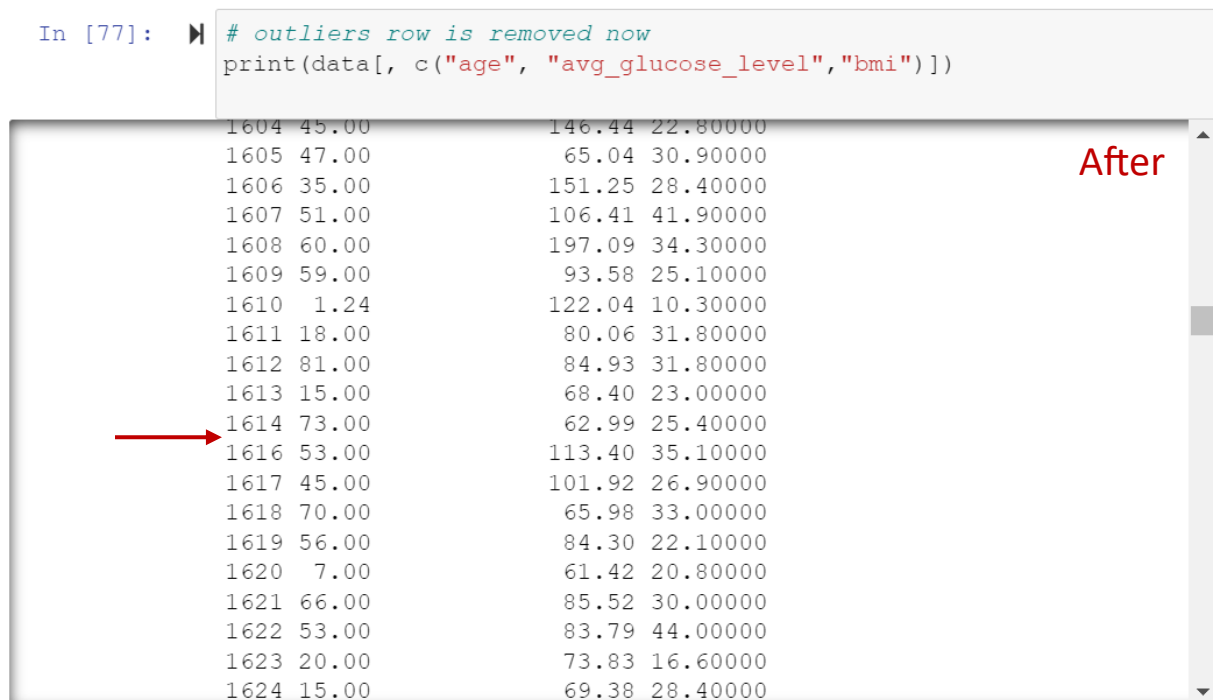 In [77]:
# outliers row is removed now
print(data[, c("age", "avg_glucose_level","bmi")])
After
1604 45.00 146.44 22.80000
1605 47.00 65.04 30.90000
1606 35.00 151.25 28.40000
1607 51.00 106.41 41.90000
1608 60.00 197.09 34.30000
1609 59.00 93.58 25.10000
1610 1.24 122.04 10.30000
1611 18.00 80.06 31.80000
1612 81.00 84.93 31.80000
1613 15.00 68.40 23.00000
1614 73.00 62.99 25.40000
1616 53.00 113.40 35.10000
1617 45.00 101.92 26.90000
1618 70.00 65.98 33.00000
1619 56.00 84.30 22.10000
1620 7.00 61.42 20.80000
1621 66.00 85.52 30.00000
1622 53.00 83.79 44.00000
1623 20.00 73.83 16.60000
1624 15.00 69.38 28.40000